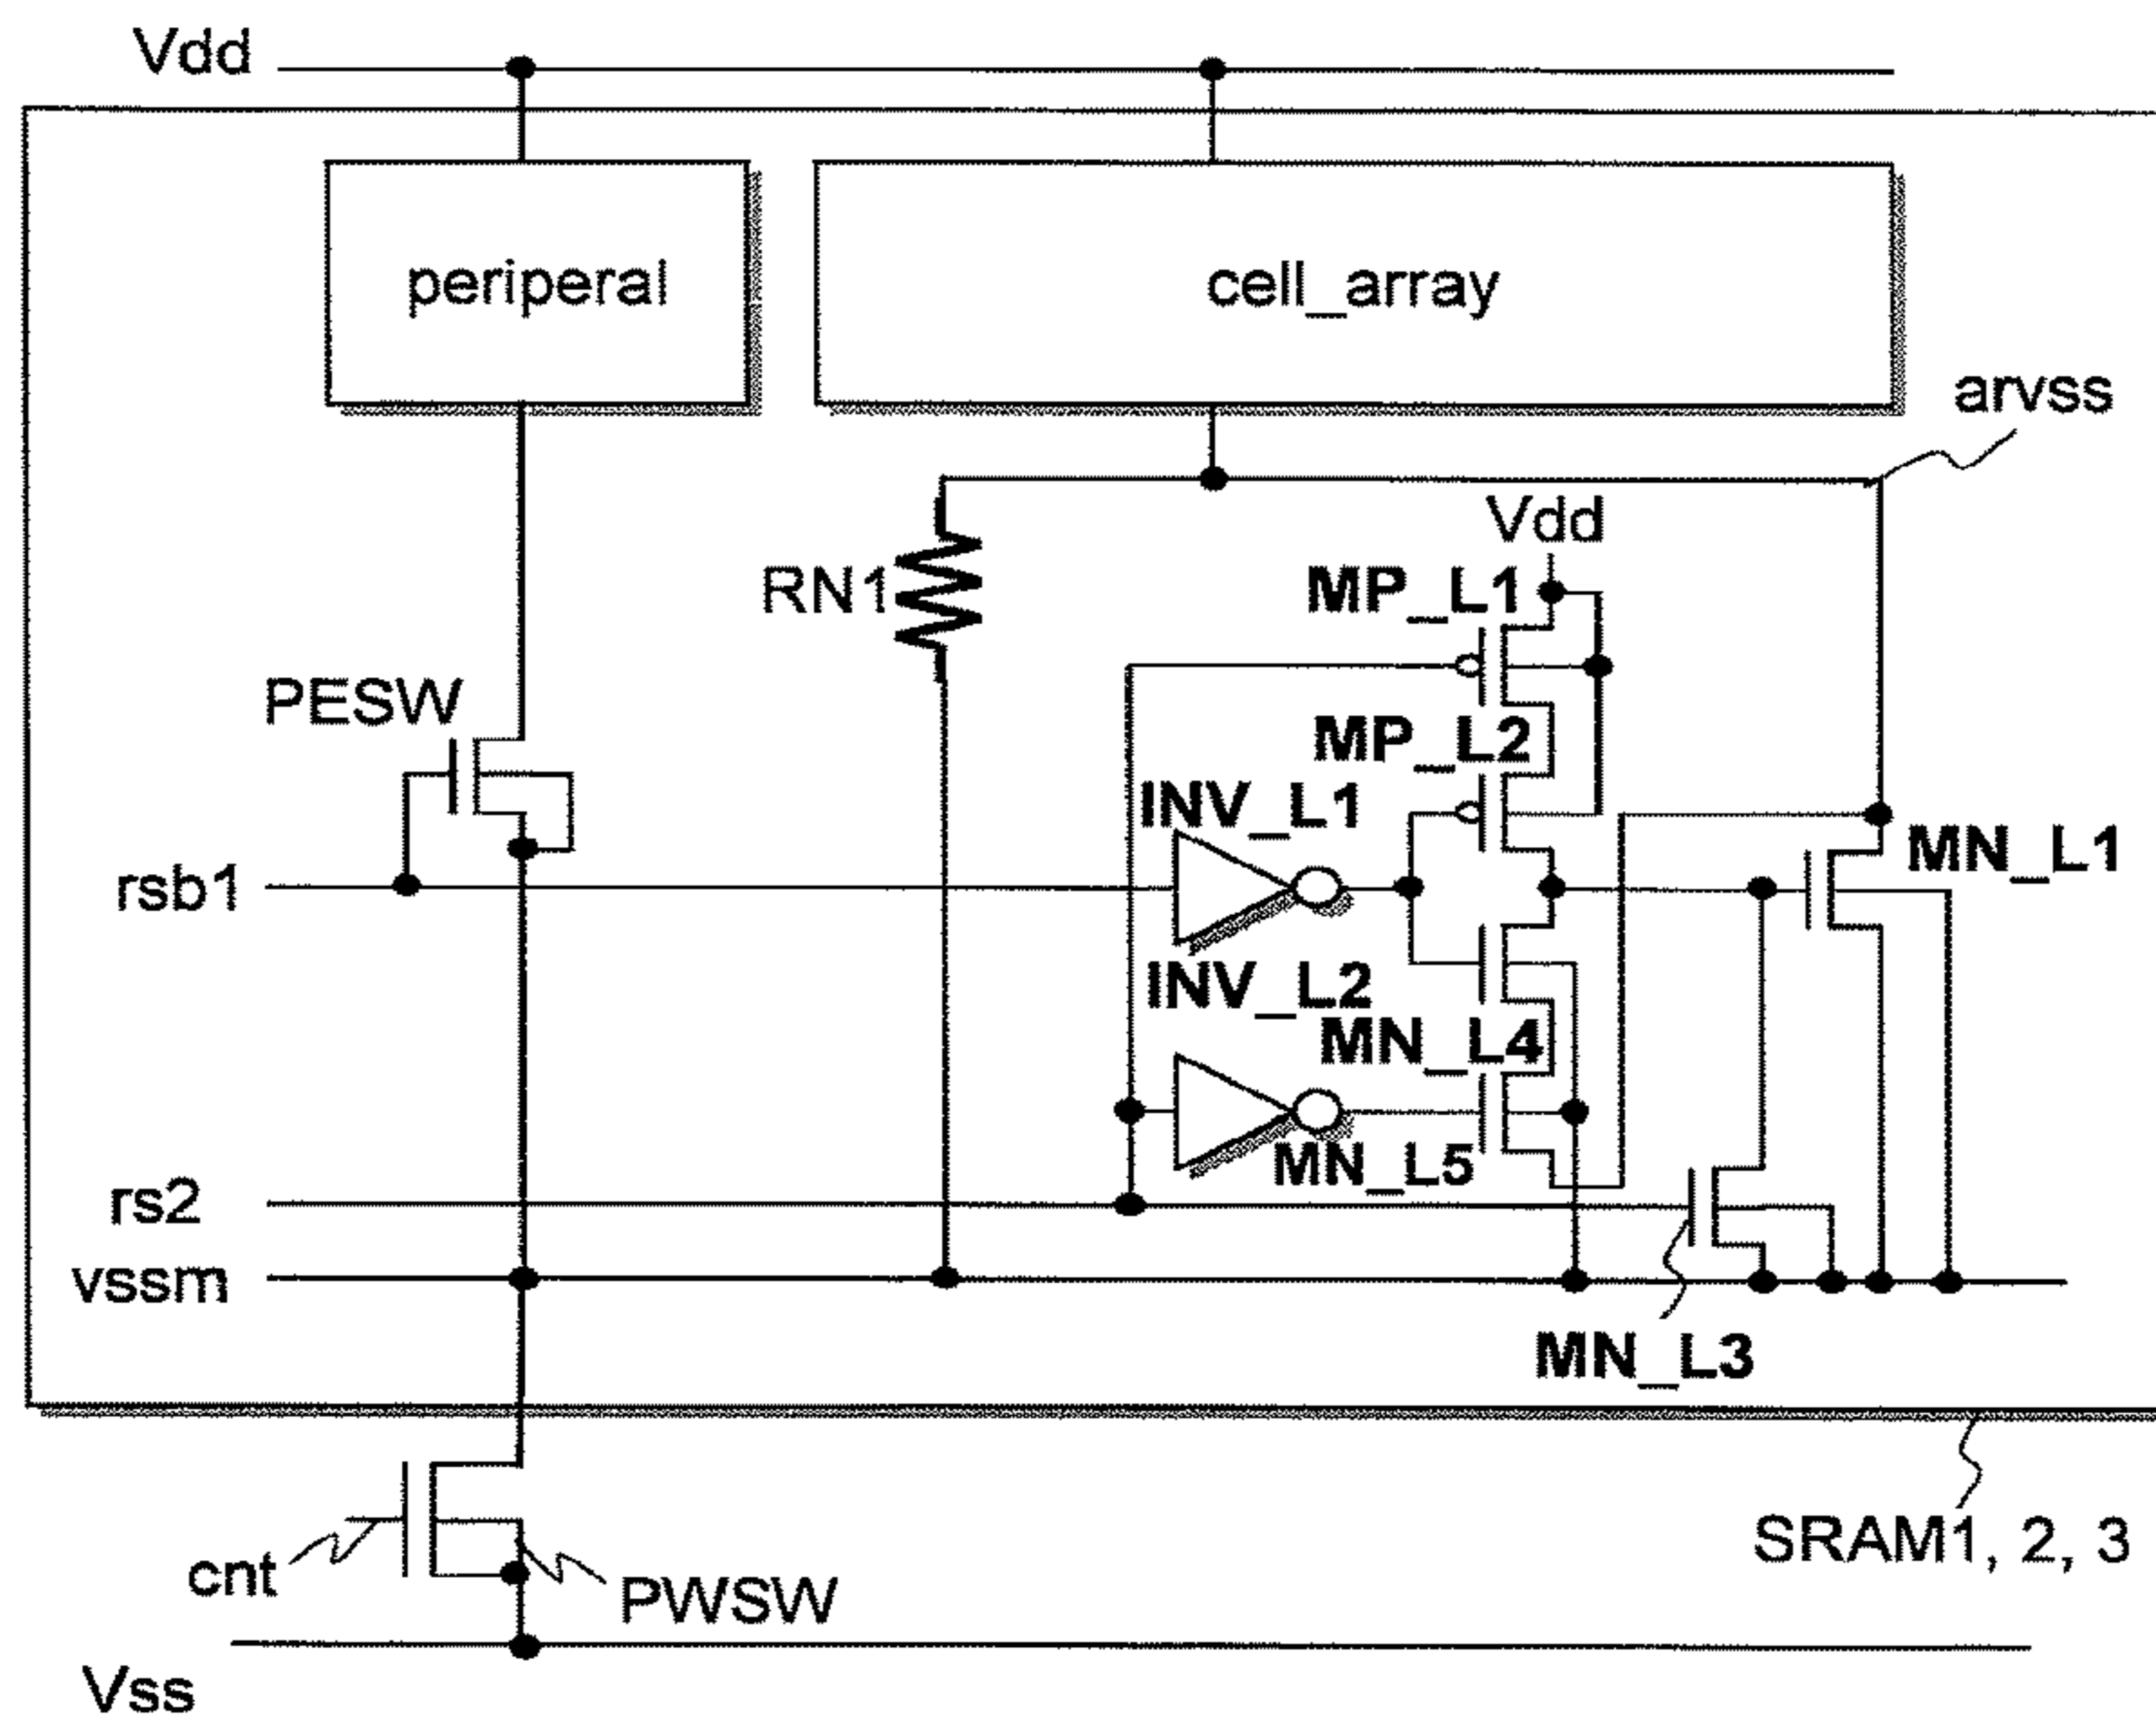 Vdd
periperal
cell_array
arvss
Vdd
RN1
MP_L1
PESW
MP_L2
INV_L1
MN_L1
rsb1
INV_L2
MN_L4
MN_L5
rs2
vssm
MN_L3
cnt
PWSW
SRAM1, 2, 3
Vss